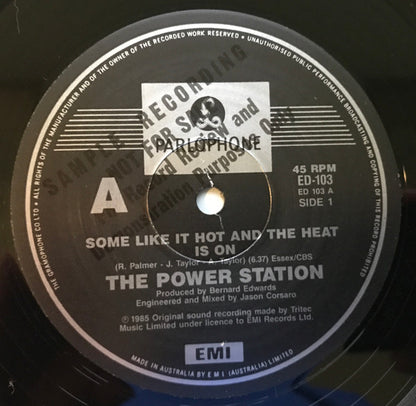 ALL RIGHTS OF THE MANUFACTURER AND OF THE OWNER OF THE RECORDED WORK RESERVED • UNAUTHORISED PUBLIC PERFORMANCE BROADCASTING AND COPYING OF THIS RECORD PROHIBITED
THE GRAMOPHONE CO LTD •
SAMPLE RECORDING
NOT FOR SALE
For Record Review and
Demonstration Purposes Only
PARLOPHONE
A
45 RPM
ED-103
ED 103 A
SIDE 1
SOME LIKE IT HOT AND THE HEAT
IS ON
(R. Palmer - J. Taylor - A. Taylor) (6.37) Essex/CBS
THE POWER STATION
Produced by Bernard Edwards
Engineered and Mixed by Jason Corsaro
℗ 1985 Original sound recording made by Tritec
Music Limited under licence to EMI Records Ltd.
EMI
MADE IN AUSTRALIA BY E M I (AUSTRALIA) LIMITED